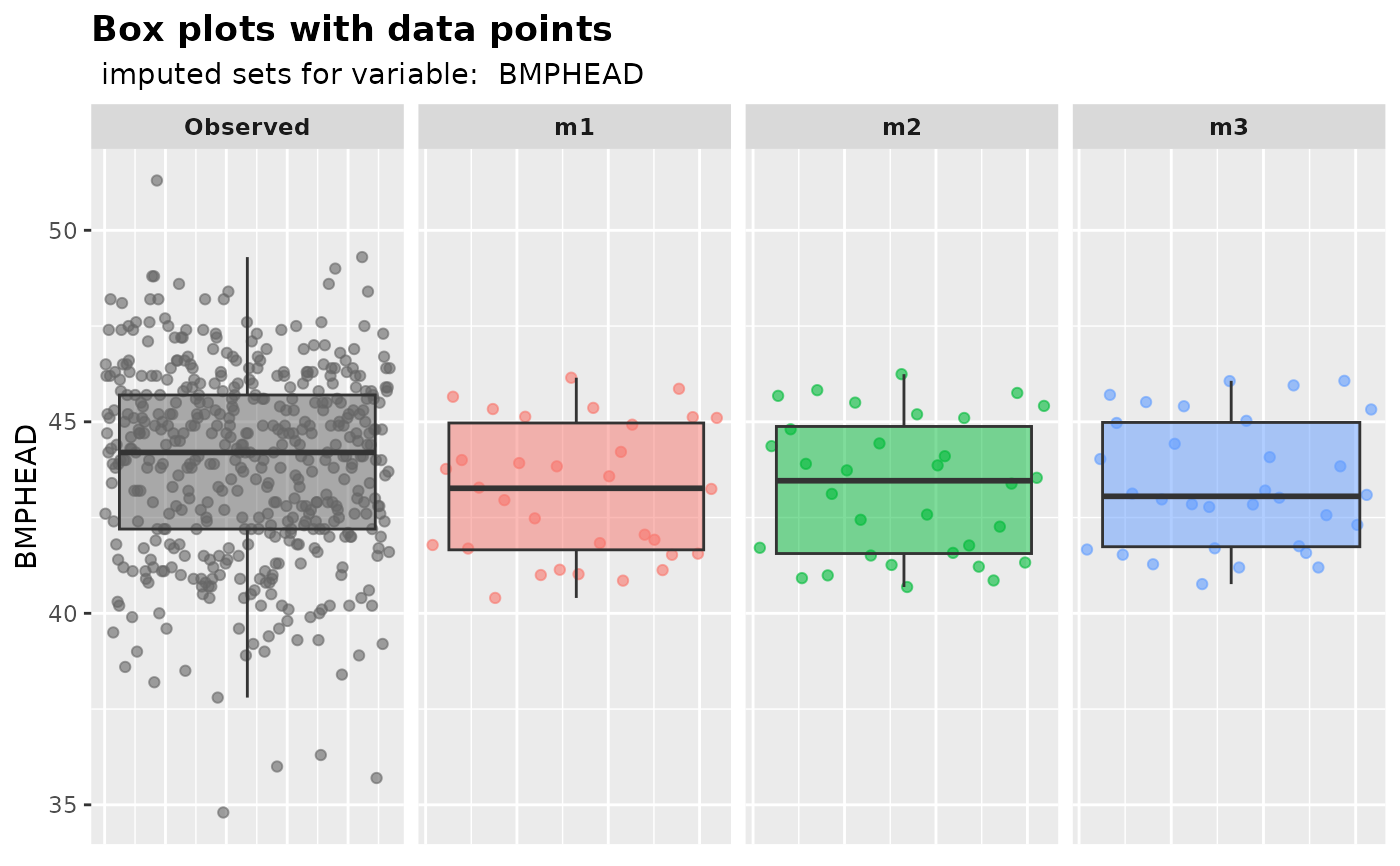 Box plots with data points
imputed sets for variable:  BMPHEAD
Observed
m1
m2
m3
50
45
40
35
BMPHEAD